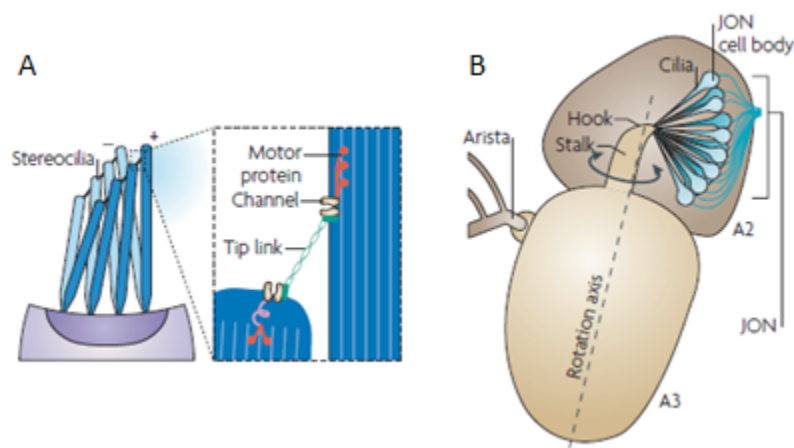 A
Stereocilia
−
+
Motor
protein
Channel
Tip link
B
JON
cell body
Cilia
Hook
Stalk
Arista
A2
Rotation axis
JON
A3